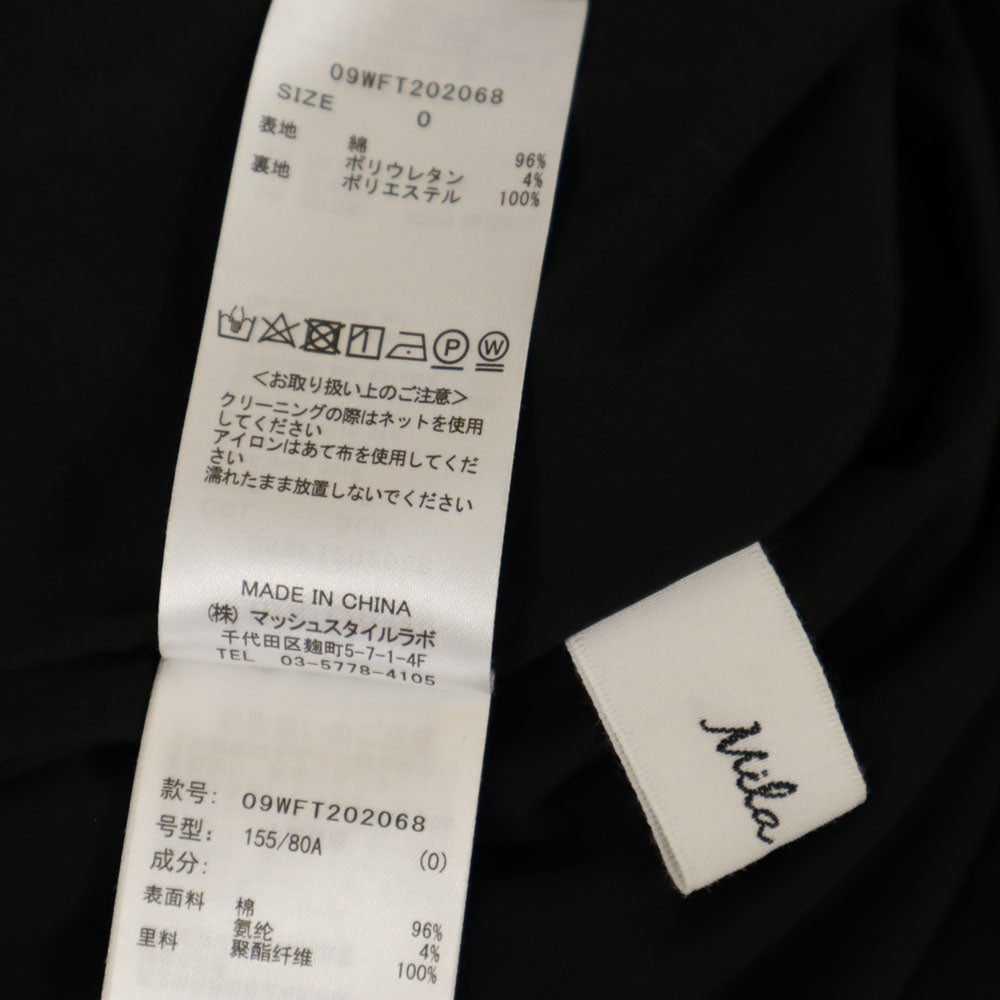 09WFT202068
SIZE 0
表地 綿 96%
ポリウレタン 4%
裏地 ポリエステル 100%
P W
<お取り扱い上のご注意>
クリーニングの際はネットを使用
してください
アイロンはあて布を使用してくだ
さい
濡れたまま放置しないでください
MADE IN CHINA
(株) マッシュスタイルラボ
千代田区麹町5-7-1-4F
TEL 03-5778-4105
款号: 09WFT202068
号型: 155/80A (0)
成分:
表面料 棉 96%
氨纶 4%
里料 聚酯纤维 100%
Mila